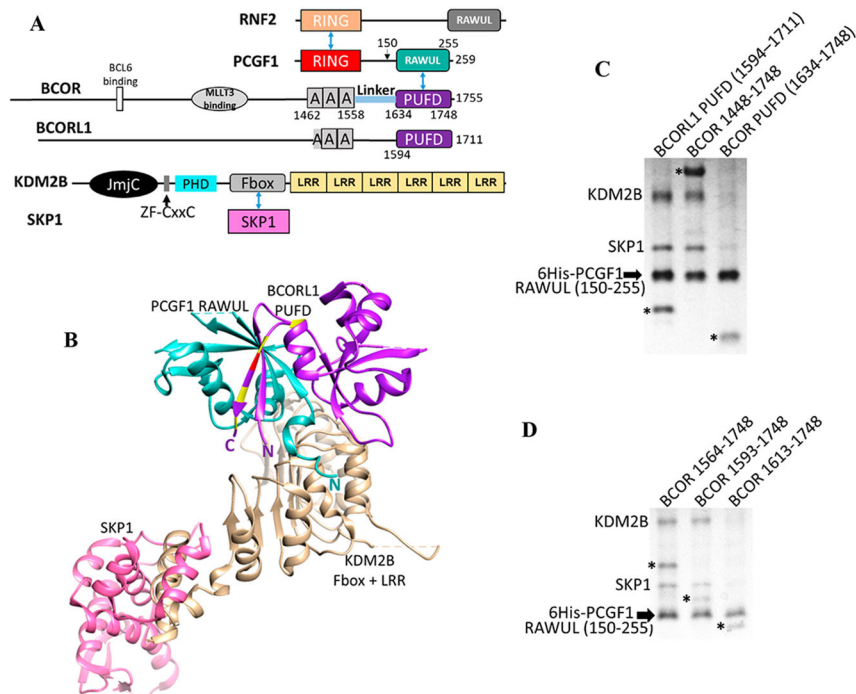 A
RNF2 RING RAWUL
150 255
PCGF1 RING RAWUL 259
BCL6
binding
MLLT3
binding
Linker
BCOR A A A PUFD 1755
1462 1558 1634 1748
BCORL1 A A A PUFD 1711
1594
KDM2B JmjC PHD Fbox LRR LRR LRR LRR LRR LRR
ZF-CxxC
SKP1 SKP1
B
PCGF1 RAWUL
BCORL1
PUFD
C
N
N
SKP1
KDM2B
Fbox + LRR
C
BCORL1 PUFD (1594–1711)
BCOR 1448-1748
BCOR PUFD (1634-1748)
*
KDM2B
SKP1
6His-PCGF1
RAWUL (150-255)
*
*
D
BCOR 1564-1748
BCOR 1593-1748
BCOR 1613-1748
KDM2B
*
SKP1
*
6His-PCGF1
RAWUL (150-255)
*